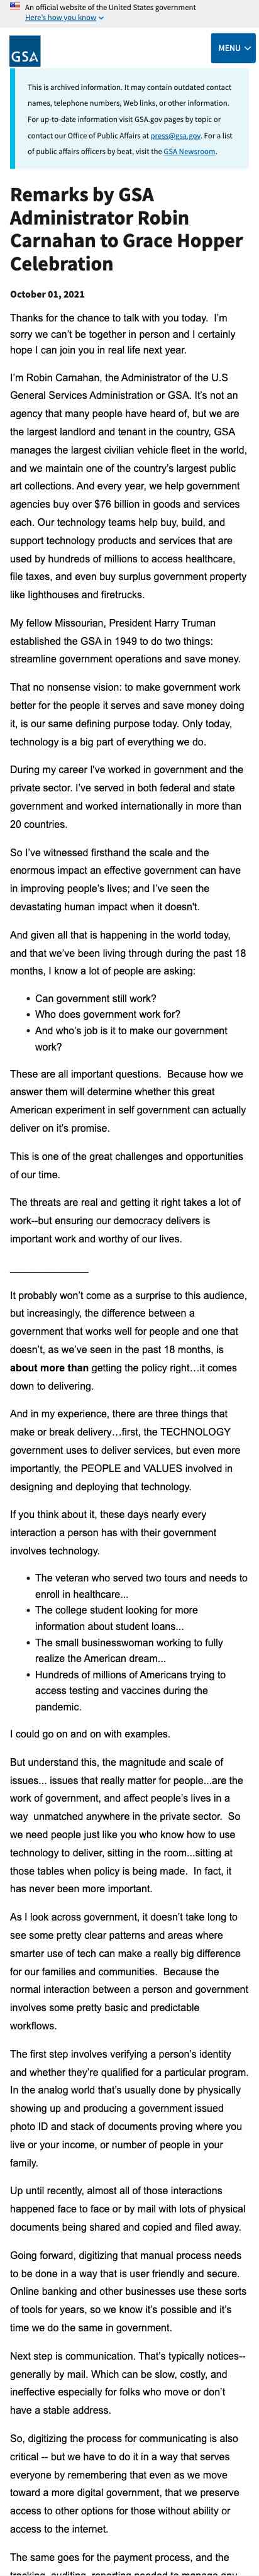 An official website of the United States government
Here's how you know
GSA
MENU
This is archived information. It may contain outdated contact
names, telephone numbers, Web links, or other information.
For up-to-date information visit GSA.gov pages by topic or
contact our Office of Public Affairs at press@gsa.gov. For a list
of public affairs officers by beat, visit the GSA Newsroom.
Remarks by GSA
Administrator Robin
Carnahan to Grace Hopper
Celebration
October 01, 2021
Thanks for the chance to talk with you today.  I'm
sorry we can't be together in person and I certainly
hope I can join you in real life next year.
I'm Robin Carnahan, the Administrator of the U.S
General Services Administration or GSA. It's not an
agency that many people have heard of, but we are
the largest landlord and tenant in the country, GSA
manages the largest civilian vehicle fleet in the world,
and we maintain one of the country's largest public
art collections. And every year, we help government
agencies buy over $76 billion in goods and services
each. Our technology teams help buy, build, and
support technology products and services that are
used by hundreds of millions to access healthcare,
file taxes, and even buy surplus government property
like lighthouses and firetrucks.
My fellow Missourian, President Harry Truman
established the GSA in 1949 to do two things:
streamline government operations and save money.
That no nonsense vision: to make government work
better for the people it serves and save money doing
it, is our same defining purpose today. Only today,
technology is a big part of everything we do.
During my career I've worked in government and the
private sector. I've served in both federal and state
government and worked internationally in more than
20 countries.
So I've witnessed firsthand the scale and the
enormous impact an effective government can have
in improving people's lives; and I've seen the
devastating human impact when it doesn't.
And given all that is happening in the world today,
and that we've been living through during the past 18
months, I know a lot of people are asking:
• Can government still work?
• Who does government work for?
• And who's job is it to make our government
work?
These are all important questions.  Because how we
answer them will determine whether this great
American experiment in self government can actually
deliver on it's promise.
This is one of the great challenges and opportunities
of our time.
The threats are real and getting it right takes a lot of
work--but ensuring our democracy delivers is
important work and worthy of our lives.
______________
It probably won't come as a surprise to this audience,
but increasingly, the difference between a
government that works well for people and one that
doesn't, as we've seen in the past 18 months, is
about more than getting the policy right…it comes
down to delivering.
And in my experience, there are three things that
make or break delivery…first, the TECHNOLOGY
government uses to deliver services, but even more
importantly, the PEOPLE and VALUES involved in
designing and deploying that technology.
If you think about it, these days nearly every
interaction a person has with their government
involves technology.
• The veteran who served two tours and needs to
enroll in healthcare...
• The college student looking for more
information about student loans...
• The small businesswoman working to fully
realize the American dream...
• Hundreds of millions of Americans trying to
access testing and vaccines during the
pandemic.
I could go on and on with examples.
But understand this, the magnitude and scale of
issues... issues that really matter for people...are the
work of government, and affect people's lives in a
way  unmatched anywhere in the private sector.  So
we need people just like you who know how to use
technology to deliver, sitting in the room...sitting at
those tables when policy is being made.  In fact, it
has never been more important.
As I look across government, it doesn't take long to
see some pretty clear patterns and areas where
smarter use of tech can make a really big difference
for our families and communities.  Because the
normal interaction between a person and government
involves some pretty basic and predictable
workflows.
The first step involves verifying a person's identity
and whether they're qualified for a particular program.
In the analog world that's usually done by physically
showing up and producing a government issued
photo ID and stack of documents proving where you
live or your income, or number of people in your
family.
Up until recently, almost all of those interactions
happened face to face or by mail with lots of physical
documents being shared and copied and filed away.
Going forward, digitizing that manual process needs
to be done in a way that is user friendly and secure.
Online banking and other businesses use these sorts
of tools for years, so we know it's possible and it's
time we do the same in government.
Next step is communication. That's typically notices--
generally by mail. Which can be slow, costly, and
ineffective especially for folks who move or don't
have a stable address.
So, digitizing the process for communicating is also
critical -- but we have to do it in a way that serves
everyone by remembering that even as we move
toward a more digital government, that we preserve
access to other options for those without ability or
access to the internet.
The same goes for the payment process, and the
tracking, auditing, reporting needed to manage any